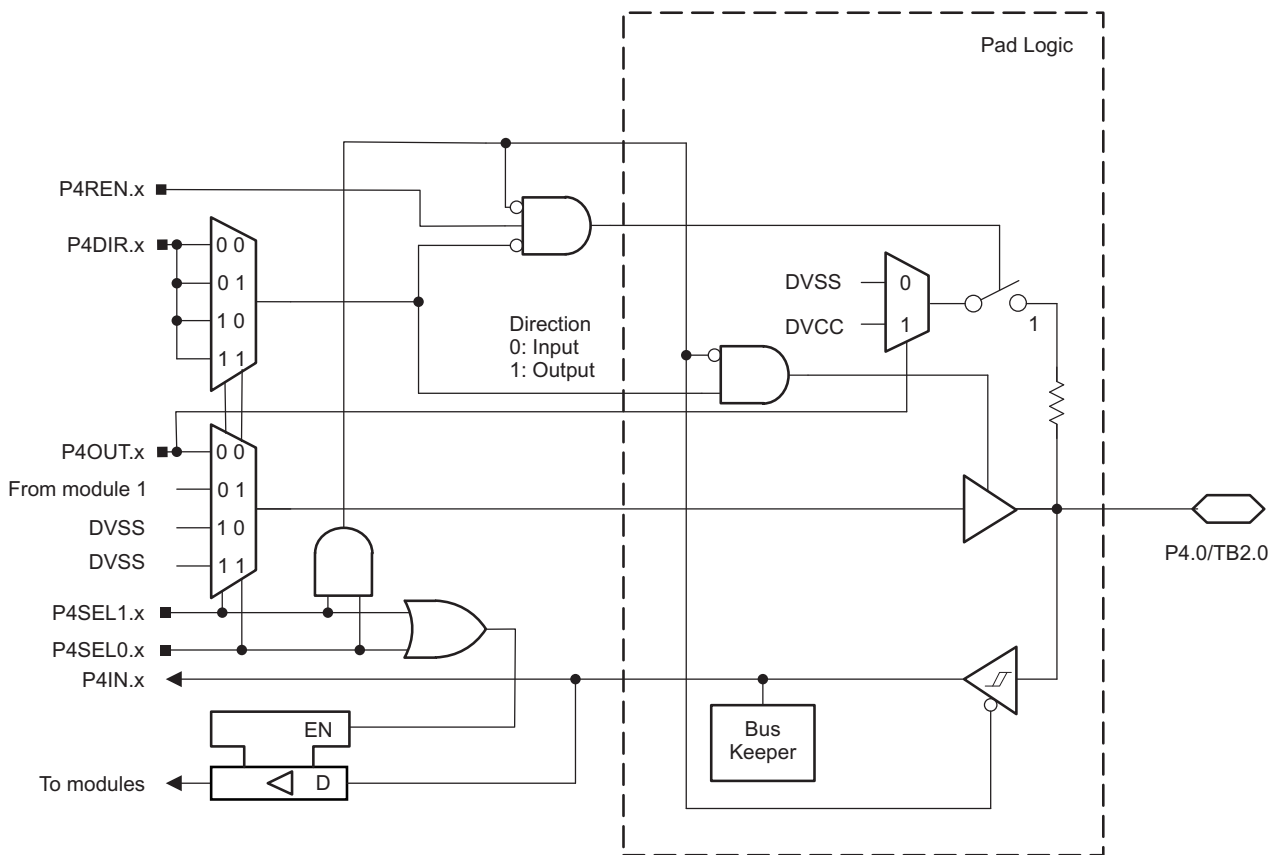 Pad Logic
P4REN.x
P4DIR.x
0 0
0 1
1 0
1 1
Direction
0: Input
1: Output
DVSS
0
DVCC
1
1
P4OUT.x
0 0
From module 1
0 1
DVSS
1 0
DVSS
1 1
P4.0/TB2.0
P4SEL1.x
P4SEL0.x
P4IN.x
EN
Bus
Keeper
To modules
D